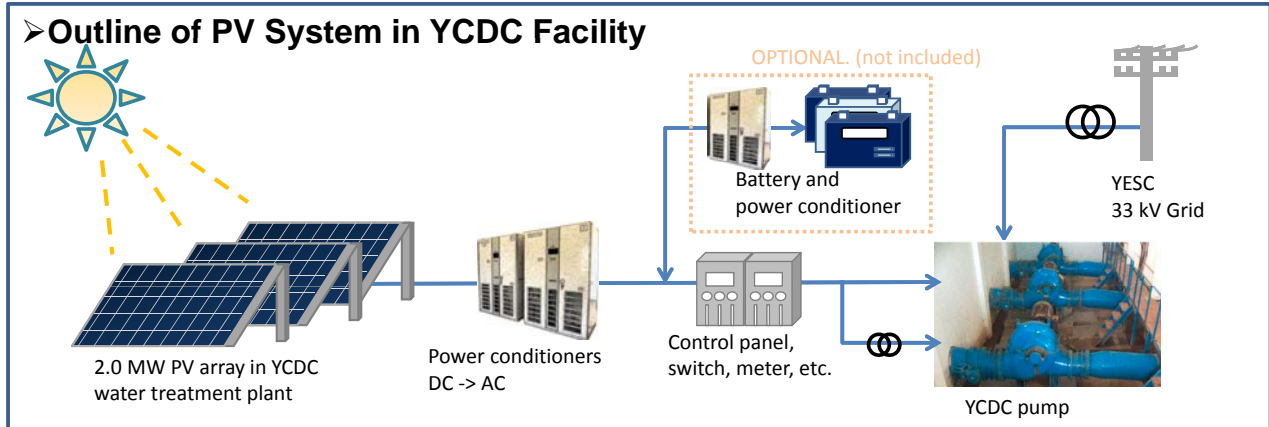 ➢Outline of PV System in YCDC Facility
OPTIONAL. (not included)
Battery and
power conditioner
YESC
33 kV Grid
2.0 MW PV array in YCDC
water treatment plant
Power conditioners
DC -> AC
Control panel,
switch, meter, etc.
YCDC pump